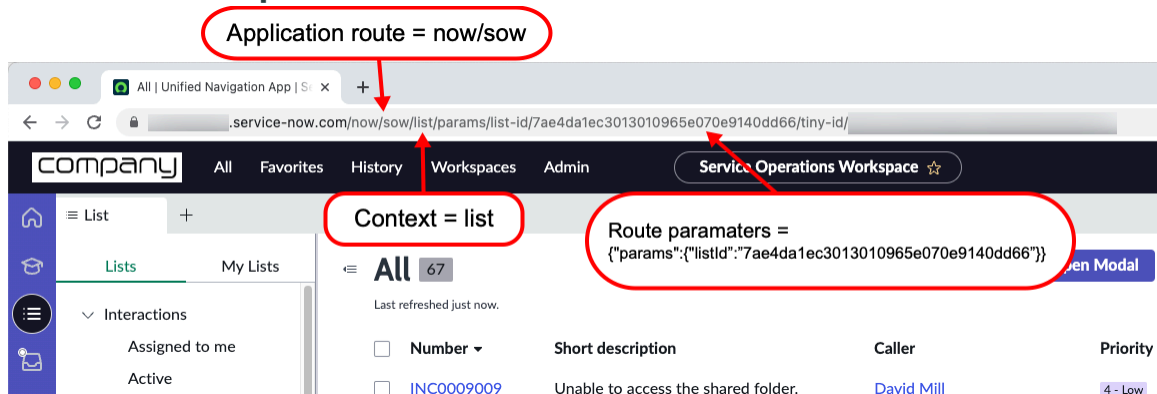 Application route = now/sow
All | Unified Navigation App | S
.service-now.com/now/sow/list/params/list-id/7ae4da1ec3013010965e070e9140dd66/tiny-id/
company All Favorites History Workspaces Admin Service Operations Workspace
List
Context = list
Route paramaters =
{"params":{"listId":"7ae4da1ec3013010965e070e9140dd66"}}
Lists My Lists
All 67
pen Modal
Last refreshed just now.
Interactions
Assigned to me
Active
Number Short description Caller Priority
INC0009009 Unable to access the shared folder. David Mill 4 - Low